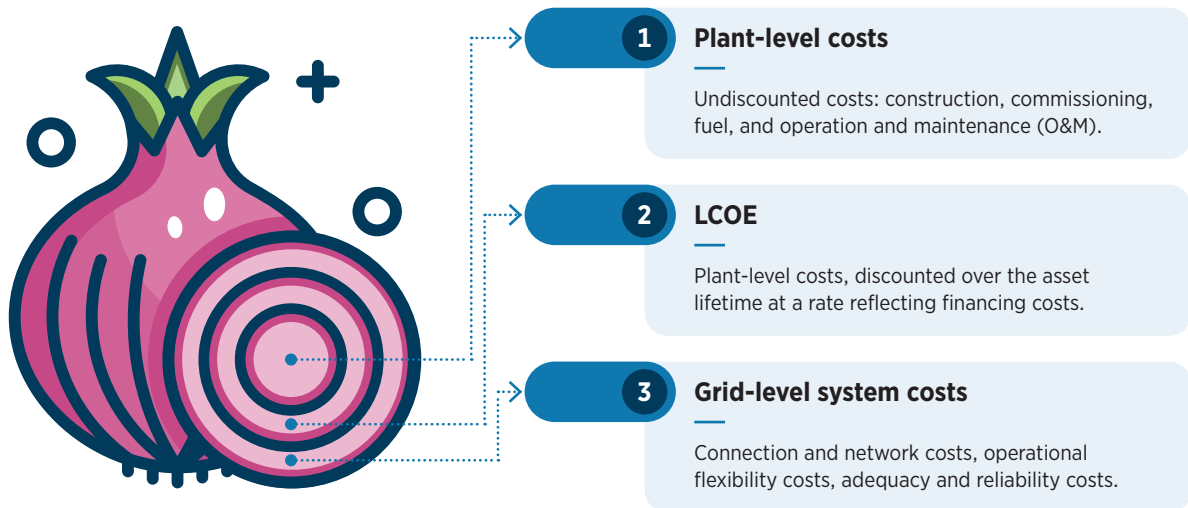 1
Plant-level costs
Undiscounted costs: construction, commissioning,
fuel, and operation and maintenance (O&M).
2
LCOE
Plant-level costs, discounted over the asset
lifetime at a rate reflecting financing costs.
3
Grid-level system costs
Connection and network costs, operational
flexibility costs, adequacy and reliability costs.